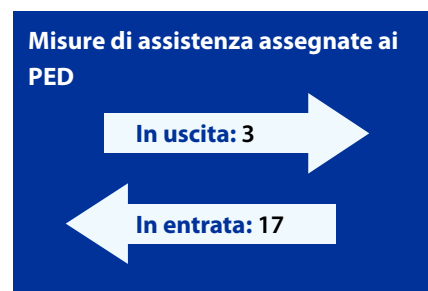 Misure di assistenza assegnate ai
PED
In uscita: 3
In entrata: 17